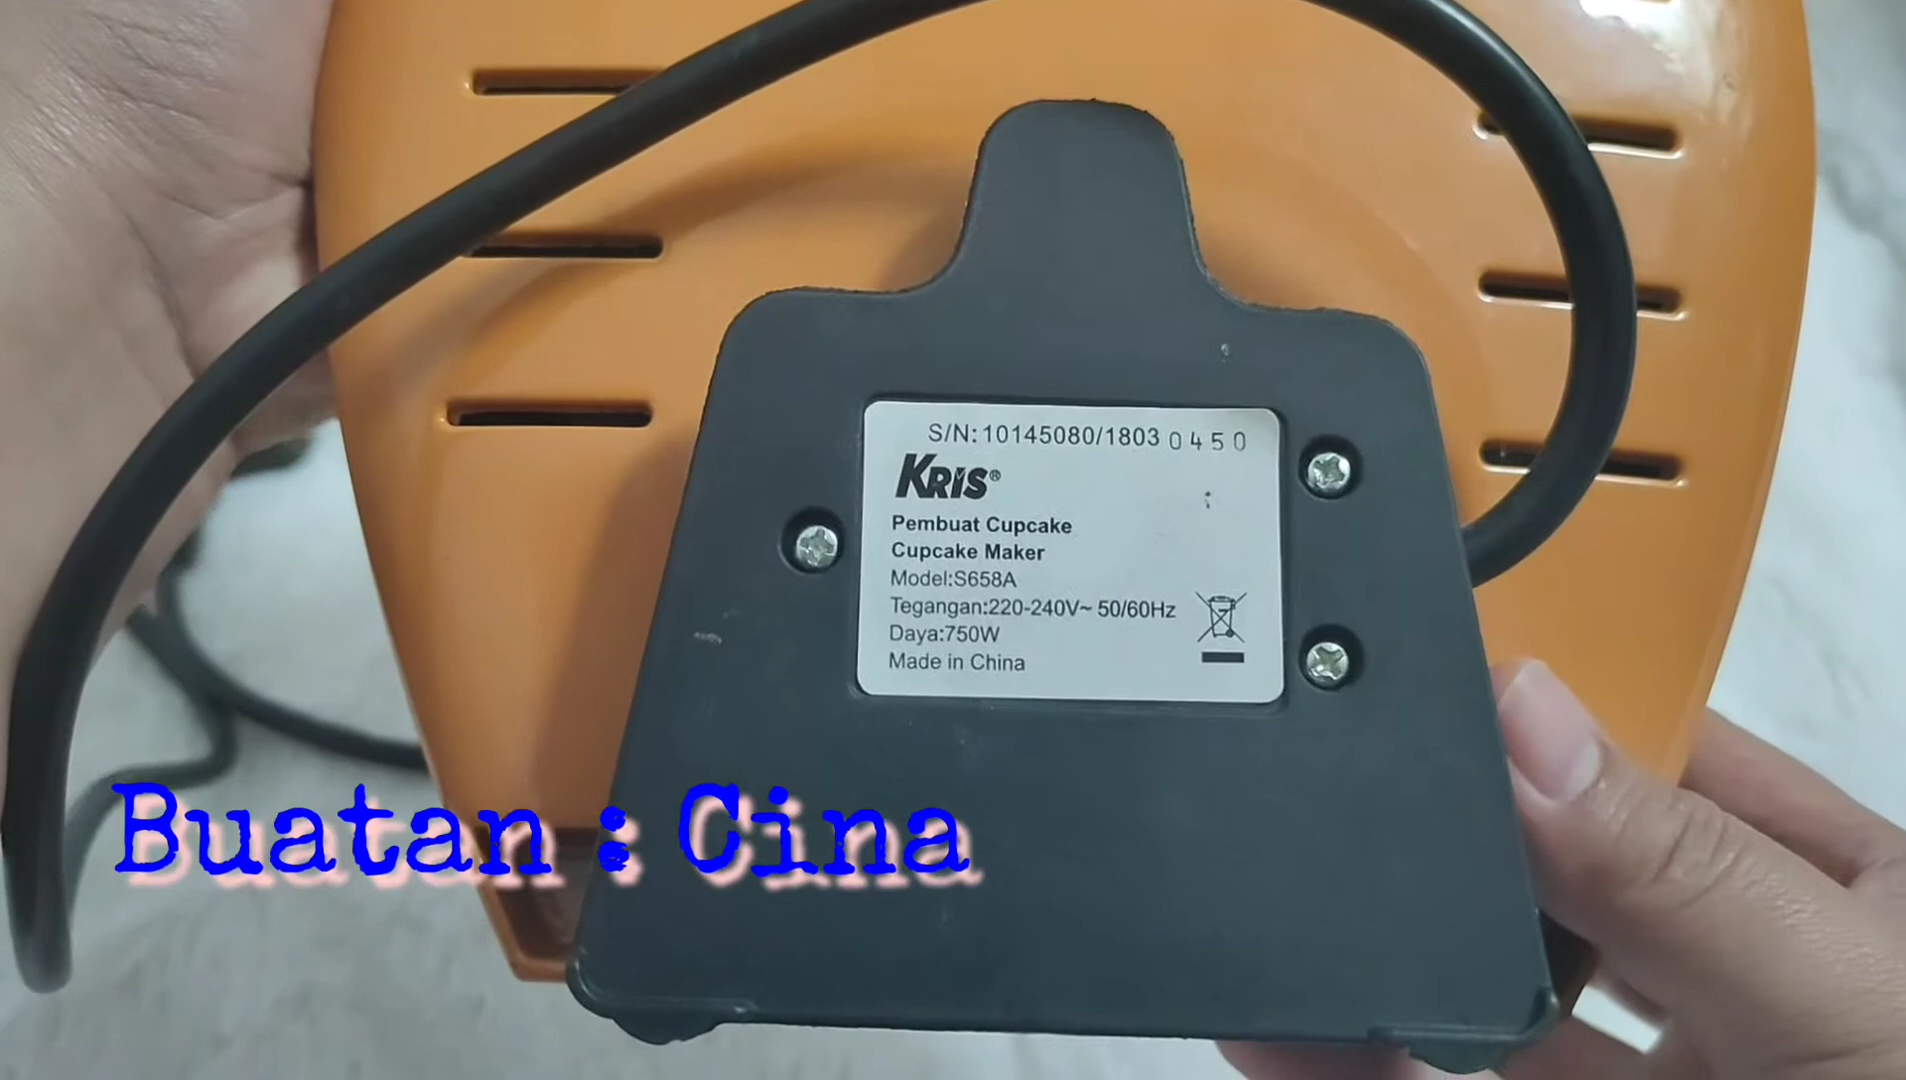 S/N:10145080/1803 0450
KRIS®
Pembuat Cupcake
Cupcake Maker
Model:S658A
Tegangan:220-240V~ 50/60Hz
Daya:750W
Made in China
Buatan : Cina